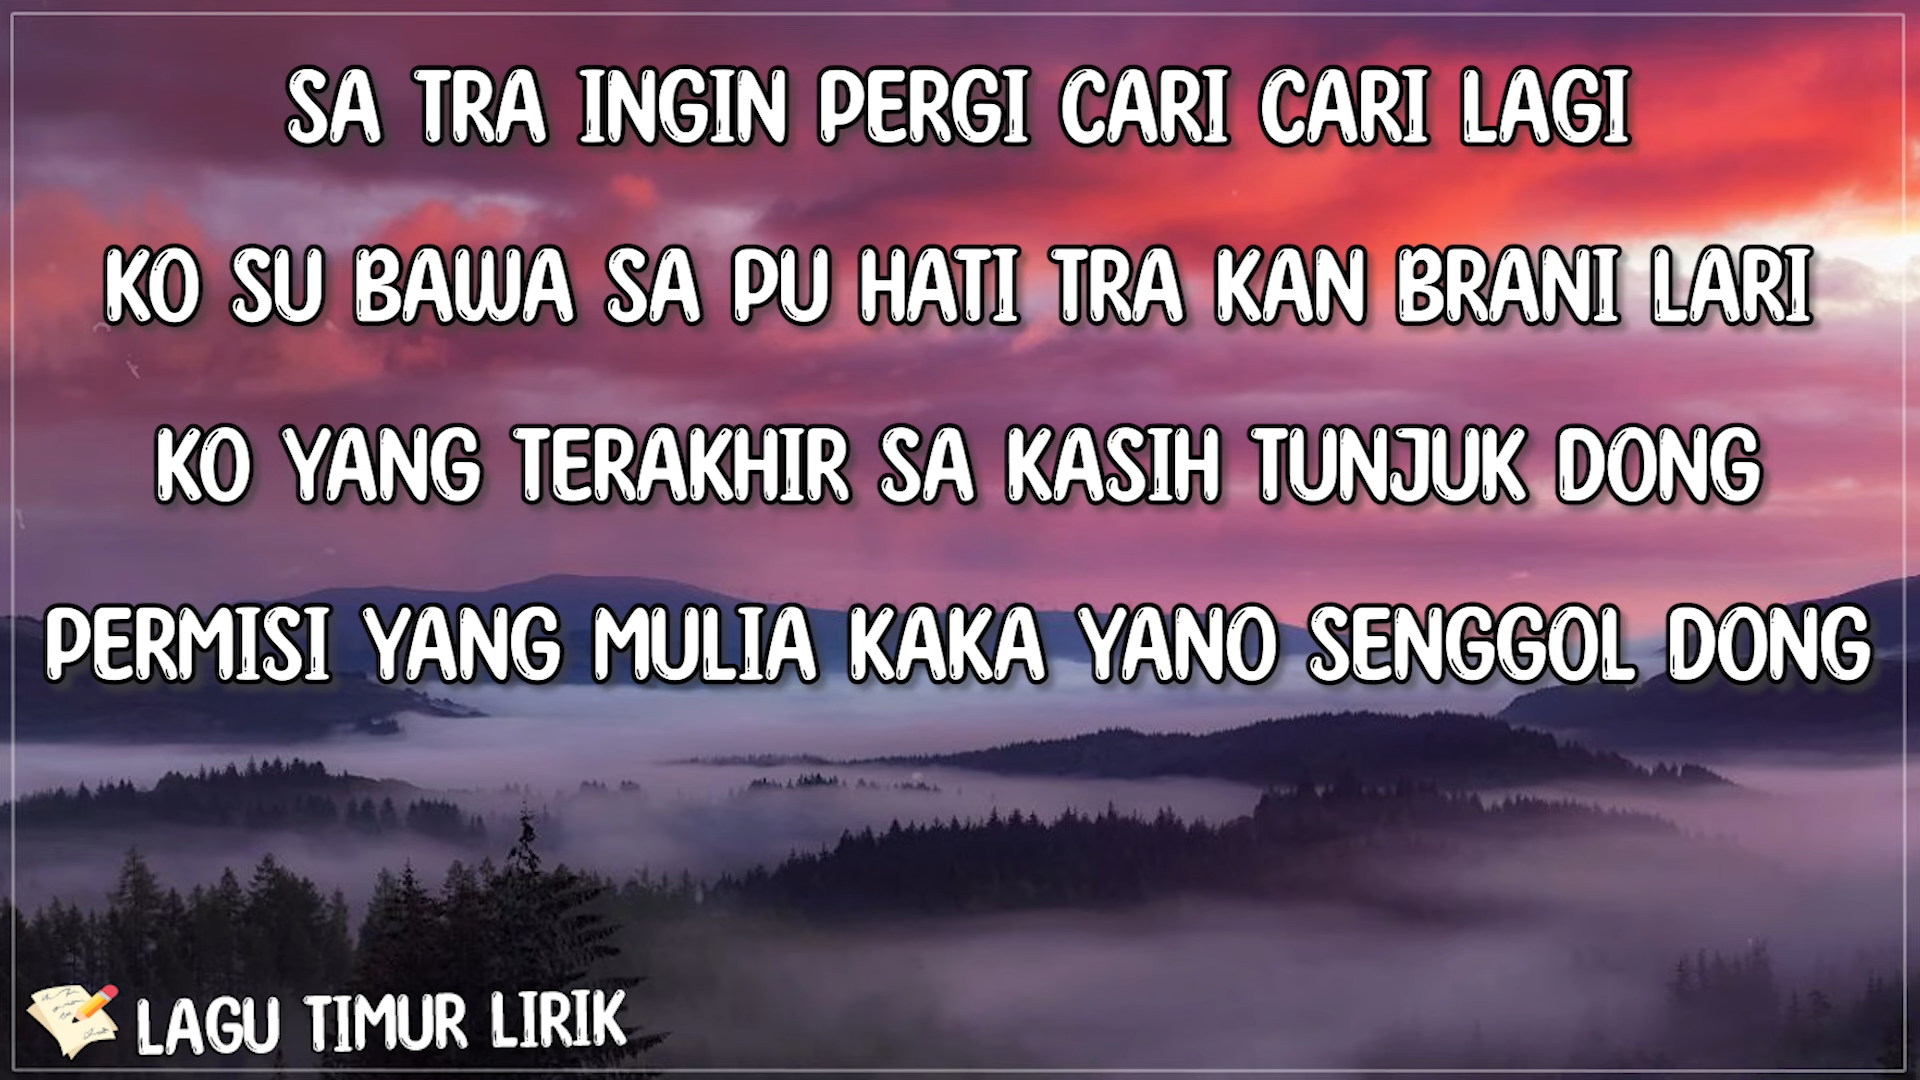 SA TRA INGIN PERGI CARI CARI LAGI
KO SU BAWA SA PU HATI TRA KAN BRANI LARI
KO YANG TERAKHIR SA KASIH TUNJUK DONG
PERMISI YANG MULIA KAKA YANO SENGGOL DONG
LAGU TIMUR LIRIK